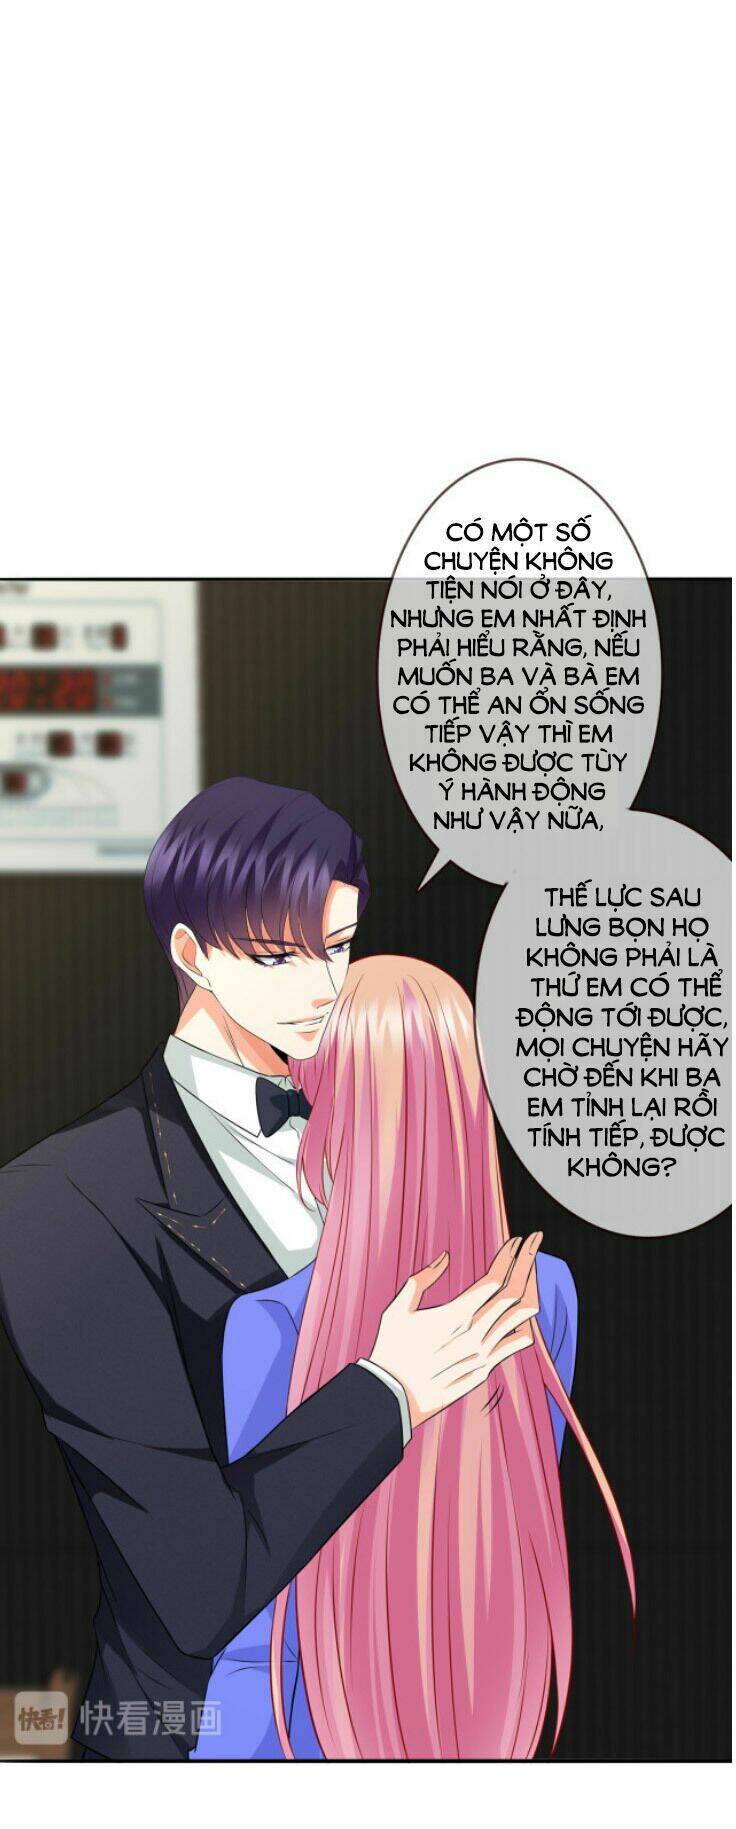 CÓ MỘT SỐ
CHUYỆN KHÔNG
TIỆN NÓI Ở ĐÂY,
NHƯNG EM NHẤT ĐỊNH
PHẢI HIỂU RẰNG, NẾU
MUỐN BA VÀ BÀ EM
CÓ THỂ AN ỔN SỐNG
TIẾP VẬY THÌ EM
KHÔNG ĐƯỢC TÙY
Ý HÀNH ĐỘNG
NHƯ VẬY NỮA,
THẾ LỰC SAU
LƯNG BỌN HỌ
KHÔNG PHẢI LÀ
THỨ EM CÓ THỂ
ĐỘNG TỚI ĐƯỢC,
MỌI CHUYỆN HÃY
CHỜ ĐẾN KHI BA
EM TỈNH LẠI RỒI
TÍNH TIẾP, ĐƯỢC
KHÔNG?
快看! 快看漫画